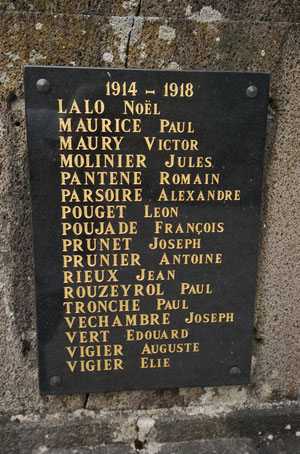 1914 - 1918
LALO NOËL
MAURICE PAUL
MAURY VICTOR
MOLINIER JULES
PANTENE ROMAIN
PARSOIRE ALEXANDRE
POUGET LEON
POUJADE FRANÇOIS
PRUNET JOSEPH
PRUNIER ANTOINE
RIEUX JEAN
ROUZEYROL PAUL
TRONCHE PAUL
VECHAMBRE JOSEPH
VERT EDOUARD
VIGIER AUGUSTE
VIGIER ELIE